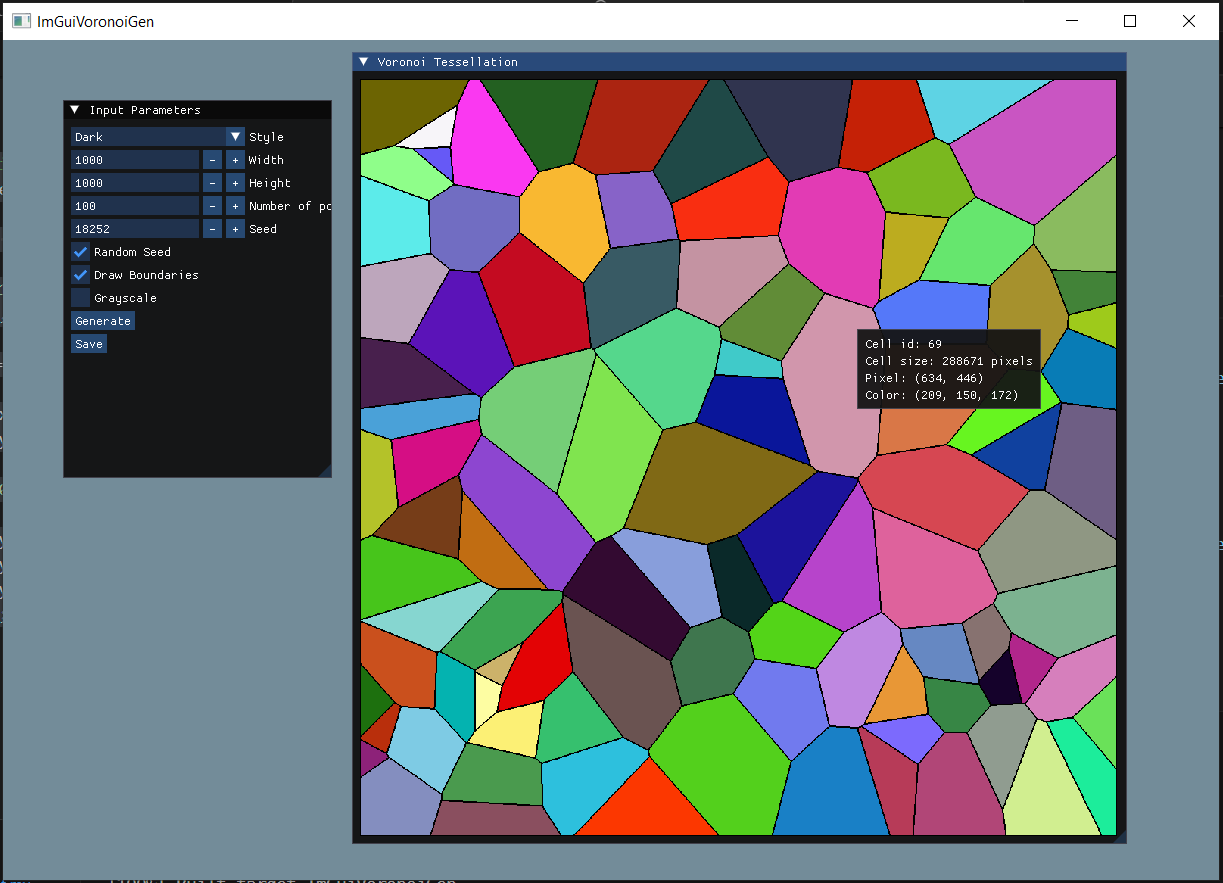 ImGuiVoronoiGen
Voronoi Tessellation
Input Parameters
Dark Style
1000 - + Width
1000 - + Height
100 - + Number of po
18252 - + Seed
Random Seed
Draw Boundaries
Grayscale
Generate
Save
Cell id: 69
Cell size: 288671 pixels
Pixel: (634, 446)
Color: (209, 150, 172)